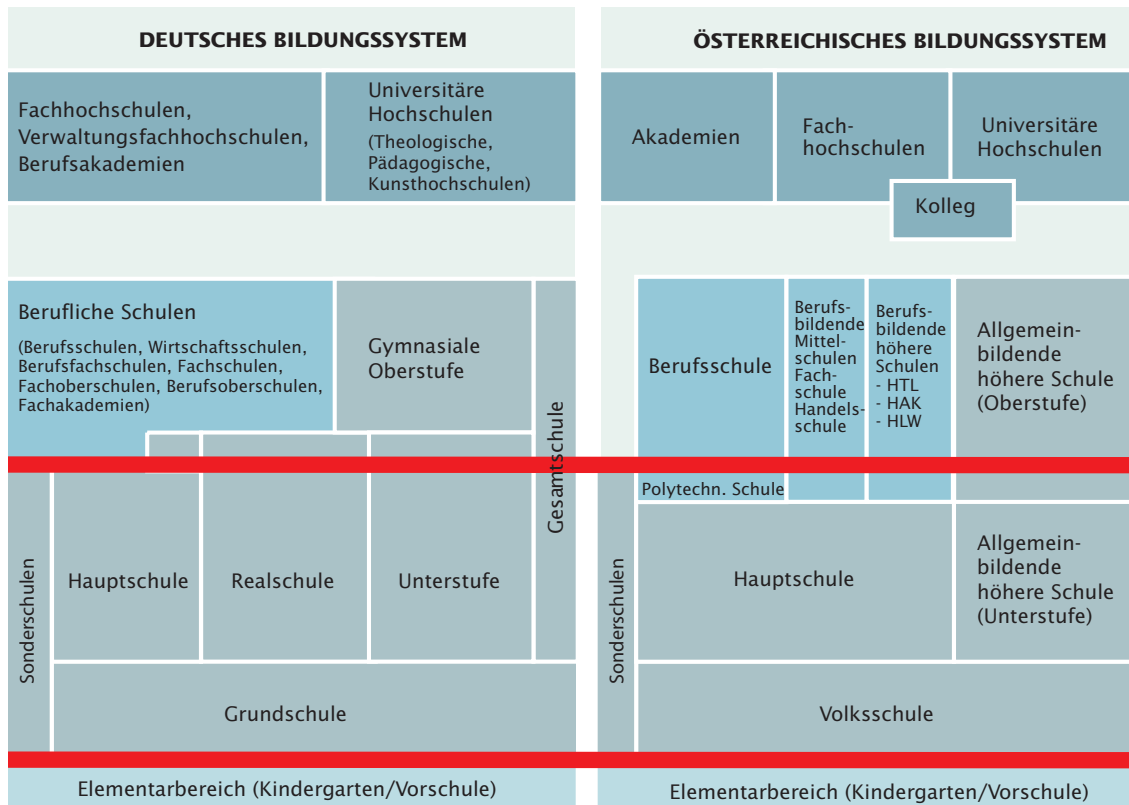 DEUTSCHES BILDUNGSSYSTEM
Fachhochschulen,
Verwaltungsfachhochschulen,
Berufsakademien
Universitäre
Hochschulen
(Theologische,
Pädagogische,
Kunsthochschulen)
Berufliche Schulen
(Berufsschulen, Wirtschaftsschulen,
Berufsfachschulen, Fachschulen,
Fachoberschulen, Berufsoberschulen,
Fachakademien)
Gymnasiale
Oberstufe
Gesamtschule
Sonderschulen
Hauptschule
Realschule
Unterstufe
Grundschule
Elementarbereich (Kindergarten/Vorschule)
ÖSTERREICHISCHES BILDUNGSSYSTEM
Akademien
Fach-
hochschulen
Universitäre
Hochschulen
Kolleg
Berufsschule
Berufs-
bildende
Mittel-
schulen
Fach-
schule
Handels-
schule
Berufs-
bildende
höhere
Schulen
- HTL
- HAK
- HLW
Allgemein-
bildende
höhere Schule
(Oberstufe)
Polytechn. Schule
Sonderschulen
Hauptschule
Allgemein-
bildende
höhere Schule
(Unterstufe)
Volksschule
Elementarbereich (Kindergarten/Vorschule)